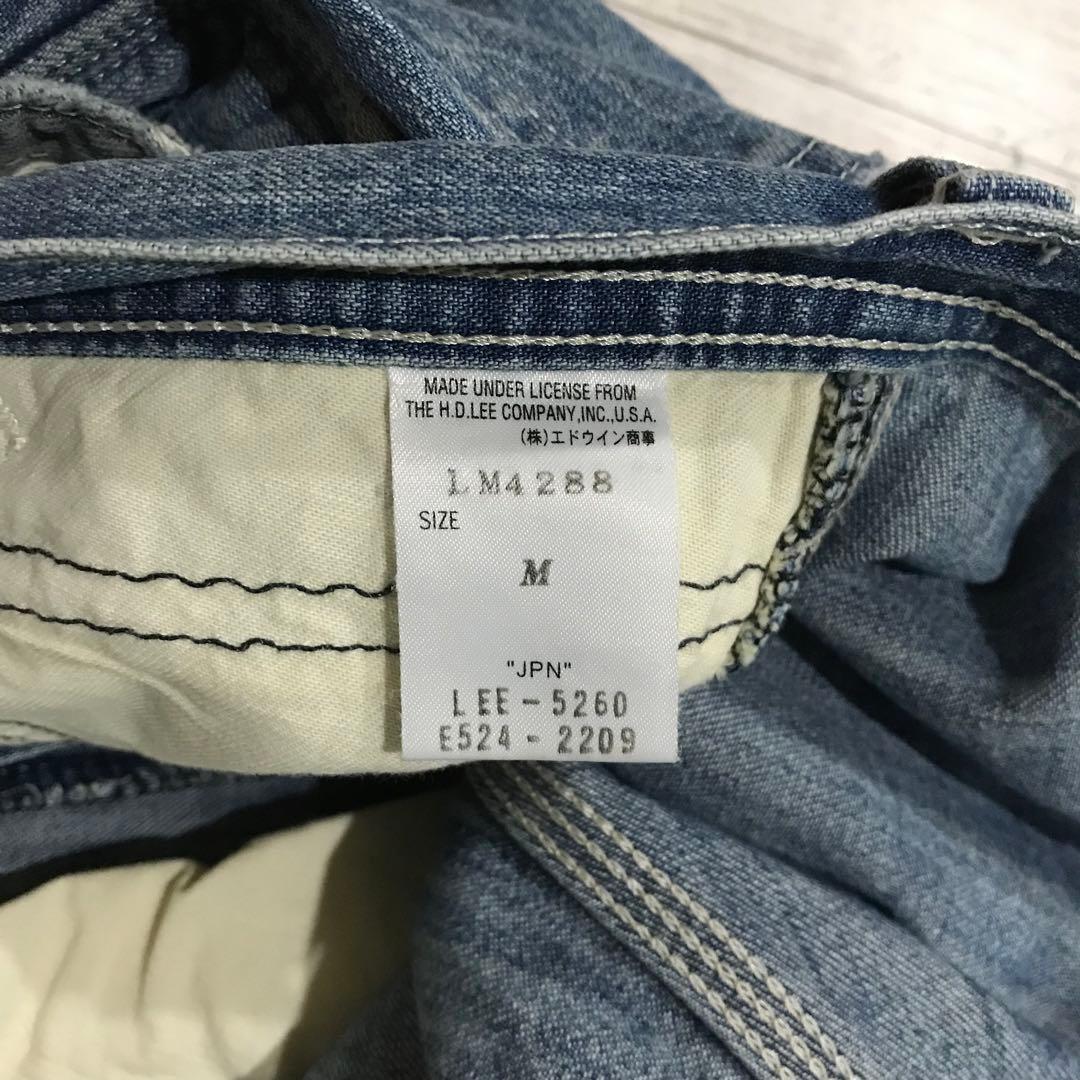 MADE UNDER LICENSE FROM
THE H.D.LEE COMPANY,INC.,U.S.A.
(株)エドウイン商事
LM4288
SIZE
M
"JPN"
LEE-5260
E524-2209